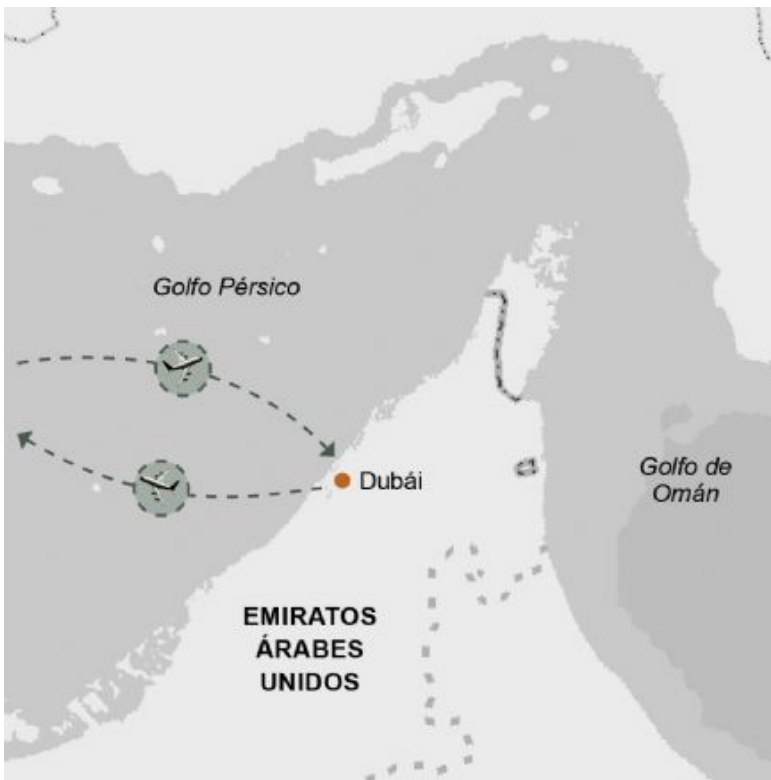 Golfo Pérsico
Dubái
Golfo de
Omán
EMIRATOS
ÁRABES
UNIDOS